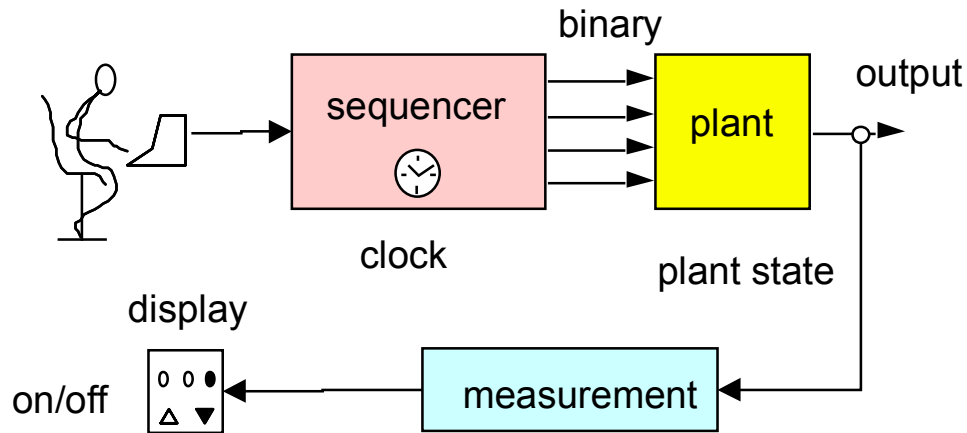 binary
output
sequencer
plant
clock
plant state
display
on/off
measurement